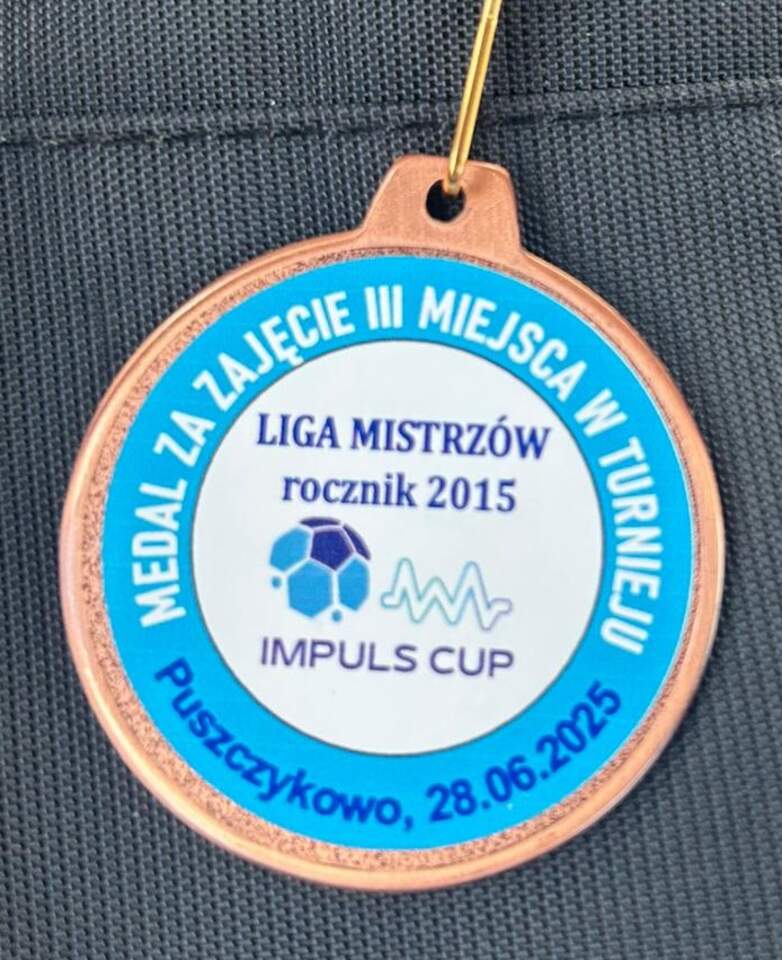 MEDAL ZA ZAJĘCIE III MIEJSCA W TURNIEJU
LIGA MISTRZÓW
rocznik 2015
IMPULS CUP
Puszczykowo, 28.06.2025